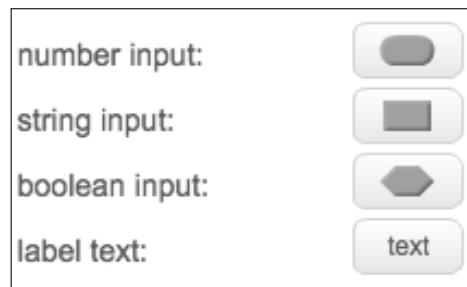 number input:
string input:
boolean input:
label text: text